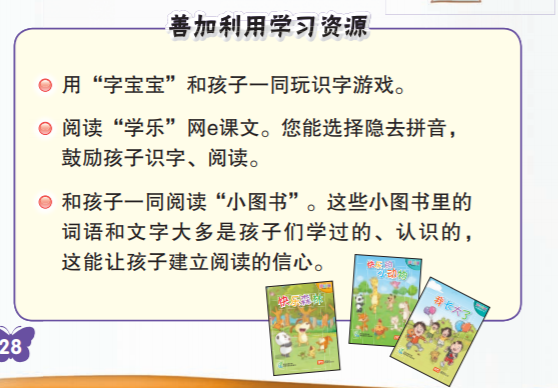 善加利用学习资源
用“字宝宝”和孩子一同玩识字游戏。
阅读“学乐”网e课文。您能选择隐去拼音，
鼓励孩子识字、阅读。
和孩子一同阅读“小图书”。这些小图书里的
词语和文字大多是孩子们学过的、认识的，
这能让孩子建立阅读的信心。
我长大了
28